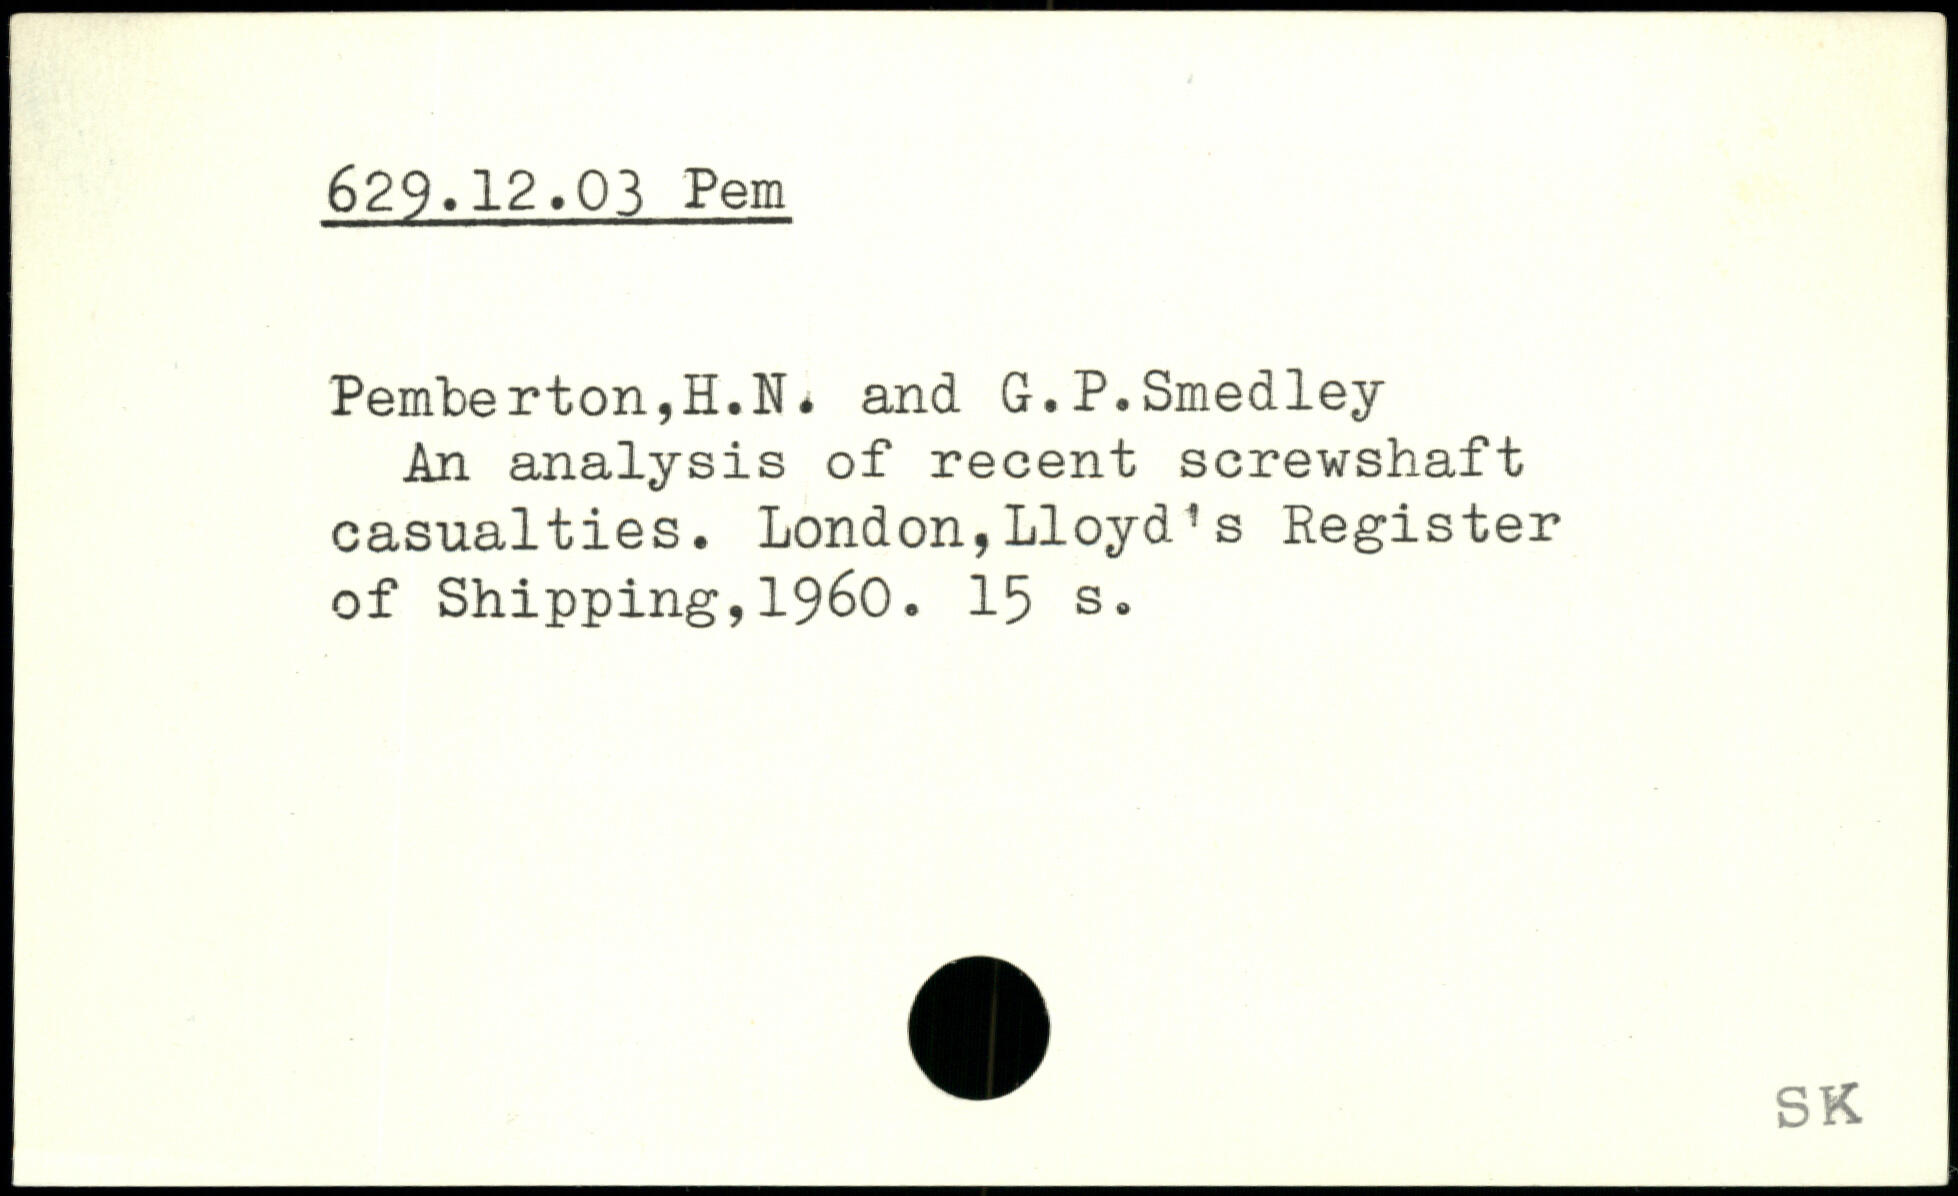 629.12.03 Pem
Pemberton,H.N. and G.P.Smedley
An analysis of recent screwshaft
casualties. London,Lloyd's Register
of Shipping,1960. 15 s.
SK